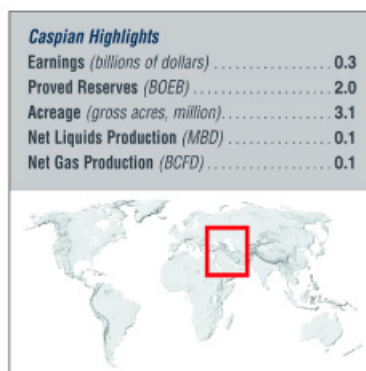 Caspian Highlights
Earnings (billions of dollars) . . . . . . . . . . . . . . . . . 0.3
Proved Reserves (BOEB) . . . . . . . . . . . . . . . . . . 2.0
Acreage (gross acres, million). . . . . . . . . . . . . . . 3.1
Net Liquids Production (MBD) . . . . . . . . . . . . . 0.1
Net Gas Production (BCFD) . . . . . . . . . . . . . . . 0.1